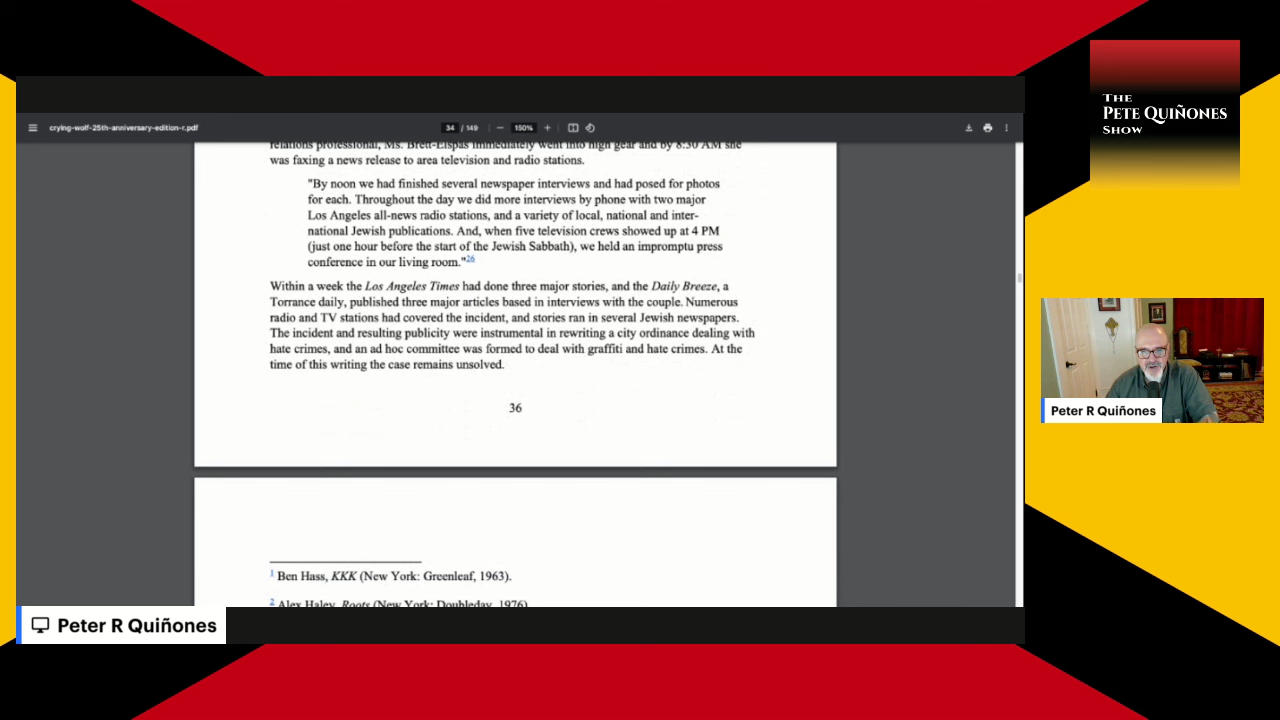 THE
PETE QUIÑONES
SHOW
crying-wolf-25th-anniversary-edition-r.pdf
34 / 149
150%
relations professional, Ms. Brett-Elspas immediately went into high gear and by 8:30 AM she
was faxing a news release to area television and radio stations.
"By noon we had finished several newspaper interviews and had posed for photos
for each. Throughout the day we did more interviews by phone with two major
Los Angeles all-news radio stations, and a variety of local, national and inter-
national Jewish publications. And, when five television crews showed up at 4 PM
(just one hour before the start of the Jewish Sabbath), we held an impromptu press
conference in our living room."26
Within a week the Los Angeles Times had done three major stories, and the Daily Breeze, a
Torrance daily, published three major articles based in interviews with the couple. Numerous
radio and TV stations had covered the incident, and stories ran in several Jewish newspapers.
The incident and resulting publicity were instrumental in rewriting a city ordinance dealing with
hate crimes, and an ad hoc committee was formed to deal with graffiti and hate crimes. At the
time of this writing the case remains unsolved.
36
1 Ben Hass, KKK (New York: Greenleaf, 1963).
2 Alex Haley, Roots (New York: Doubleday, 1976)
Peter R Quiñones
Peter R Quiñones